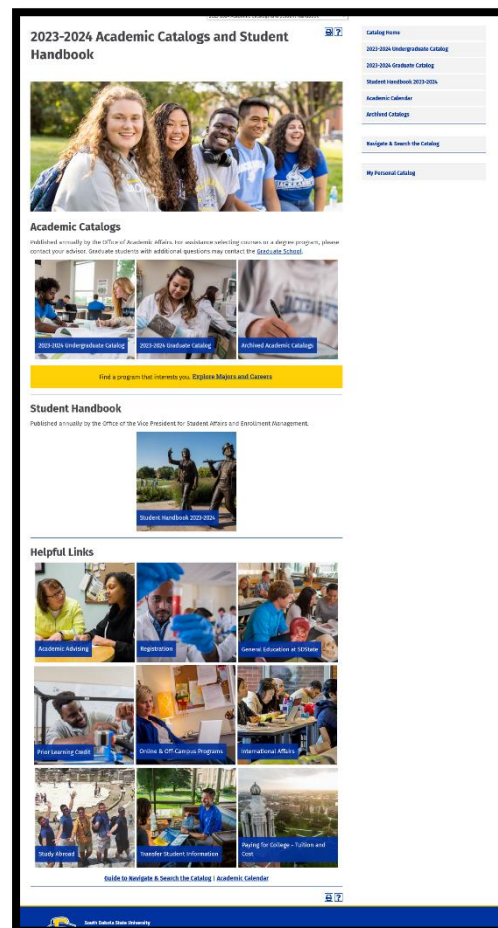 2023-2024 Academic Catalogs and Student
Handbook
Academic Catalogs
Published annually by the Office of Academic Affairs. For assistance selecting courses or a degree program, please
contact your advisor. Graduate students with additional questions may contact the Graduate School.
2023-2024 Undergraduate Catalog
2023-2024 Graduate Catalog
Archived Academic Catalogs
Find a program that interests you. Explore Majors and Careers
Student Handbook
Published annually by the Office of the Vice President for Student Affairs and Enrollment Management.
Student Handbook 2023-2024
Helpful Links
Academic Advising
Registration
General Education at SDState
Prior Learning Credit
Online & Off-Campus Programs
International Affairs
Study Abroad
Transfer Student Information
Paying for College - Tuition and
Cost
Guide to Navigate & Search the Catalog | Academic Calendar
Catalog Home
2023-2024 Undergraduate Catalog
2023-2024 Graduate Catalog
Student Handbook 2023-2024
Academic Calendar
Archived Catalogs
Navigate & Search the Catalog
My Personal Catalog
South Dakota State University